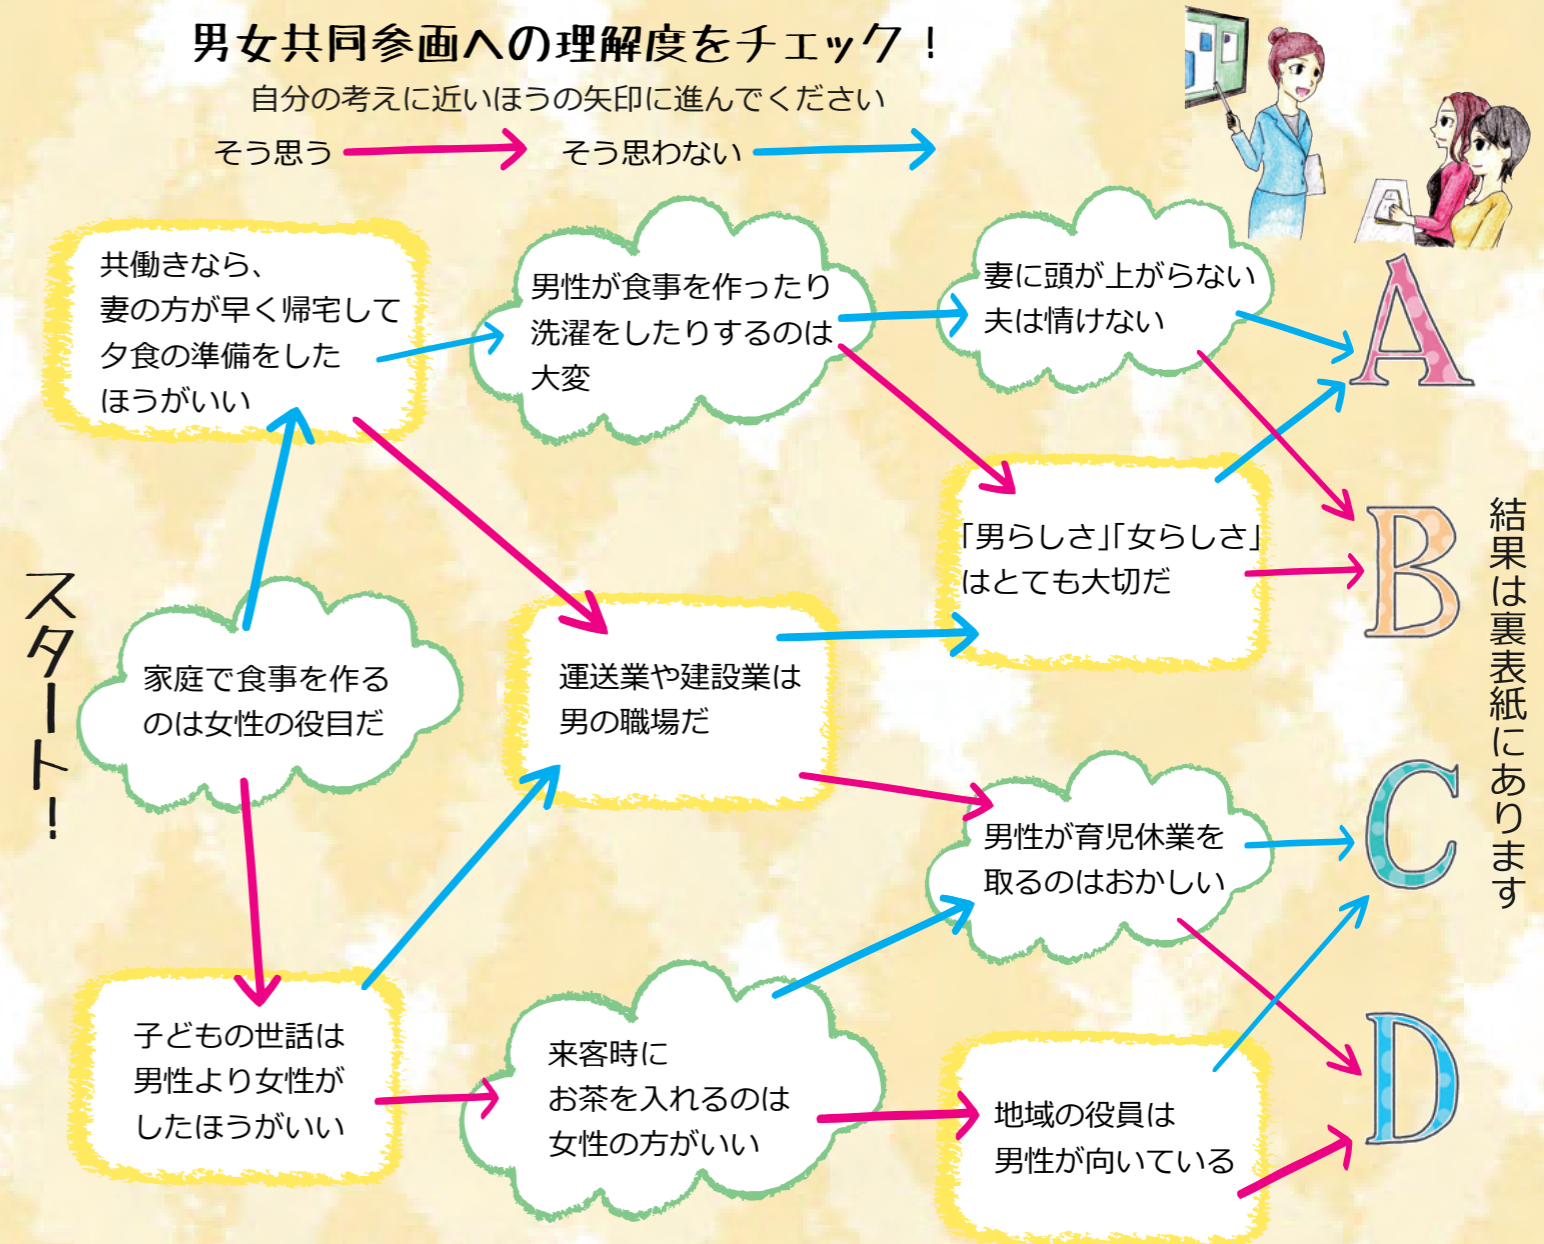 男女共同参画への理解度をチェック！
自分の考えに近いほうの矢印に進んでください
そう思う
そう思わない
スタート！
家庭で食事を作る
のは女性の役目だ
共働きなら、
妻の方が早く帰宅して
夕食の準備をした
ほうがいい
子どもの世話は
男性より女性が
したほうがいい
男性が食事を作ったり
洗濯をしたりするのは
大変
運送業や建設業は
男の職場だ
来客時に
お茶を入れるのは
女性の方がいい
妻に頭が上がらない
夫は情けない
「男らしさ」「女らしさ」
はとても大切だ
男性が育児休業を
取るのはおかしい
地域の役員は
男性が向いている
A
B
C
D
結果は裏表紙にあります